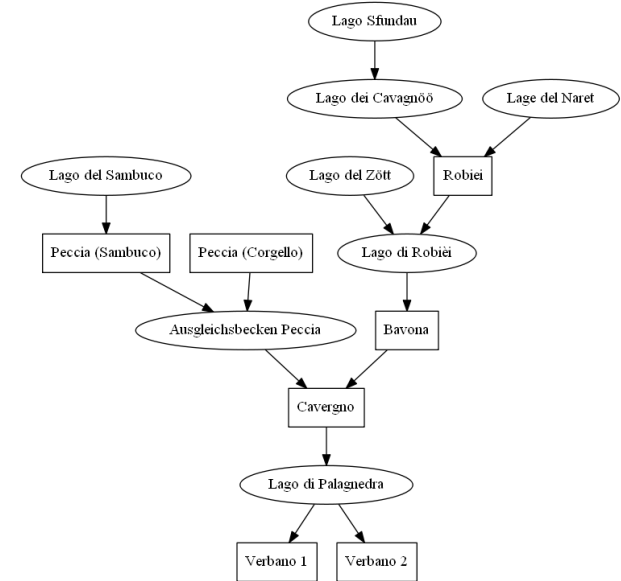 Lago Sfundau
Lago dei Cavagnöö
Lage del Naret
Lago del Sambuco
Lago del Zött
Robiei
Peccia (Sambuco)
Peccia (Corgello)
Lago di Robièi
Ausgleichsbecken Peccia
Bavona
Cavergno
Lago di Palagnedra
Verbano 1
Verbano 2